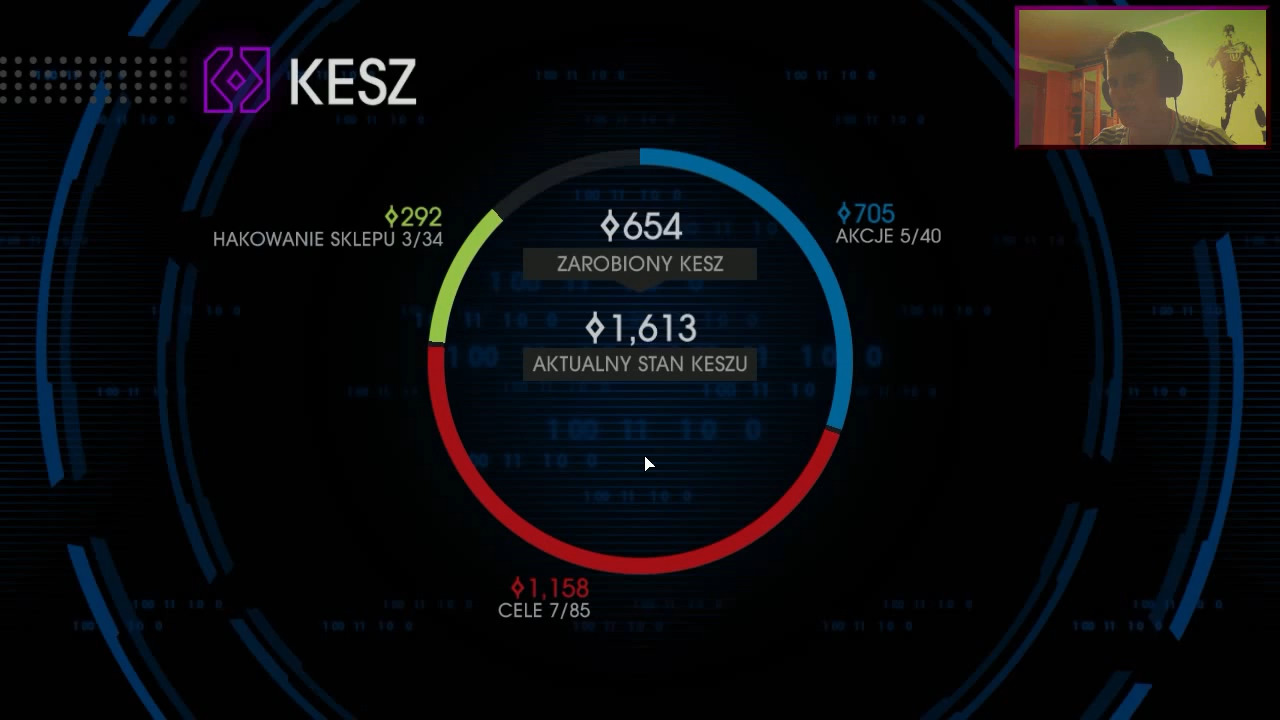 KESZ
292
HAKOWANIE SKLEPU 3/34
654
ZAROBIONY KESZ
705
AKCJE 5/40
1,613
AKTUALNY STAN KESZU
1,158
CELE 7/85